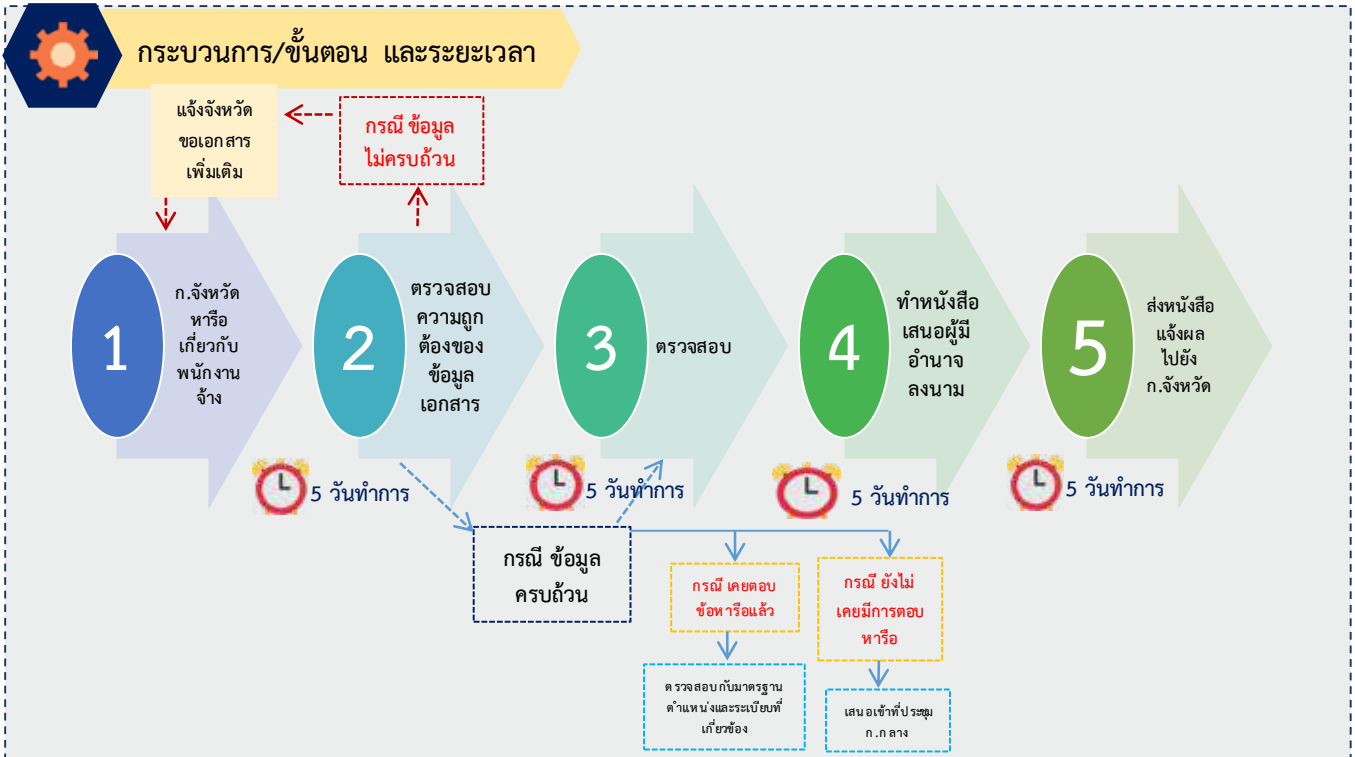 กระบวนการ/ขั้นตอน และระยะเวลา
แจ้งจังหวัด
ขอเอกสาร
เพิ่มเติม
กรณี ข้อมูล
ไม่ครบถ้วน
1
ก.จังหวัด
หารือ
เกี่ยวกับ
พนักงาน
จ้าง
2
ตรวจสอบ
ความถูก
ต้องของ
ข้อมูล
เอกสาร
3
ตรวจสอบ
4
ทำหนังสือ
เสนอผู้มี
อำนาจ
ลงนาม
5
ส่งหนังสือ
แจ้งผล
ไปยัง
ก.จังหวัด
5 วันทำการ
5 วันทำการ
5 วันทำการ
5 วันทำการ
กรณี ข้อมูล
ครบถ้วน
กรณี เคยตอบ
ข้อหารือแล้ว
กรณี ยังไม่
เคยมีการตอบ
หารือ
ตรวจสอบกับมาตรฐาน
ตำแหน่งและระเบียบที่
เกี่ยวข้อง
เสนอเข้าที่ประชุม
ก.กลาง